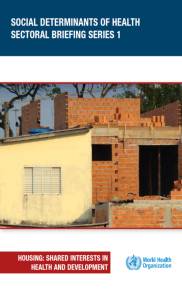 SOCIAL DETERMINANTS OF HEALTH
SECTORAL BRIEFING SERIES 1
HOUSING: SHARED INTERESTS IN
HEALTH AND DEVELOPMENT
World Health
Organization